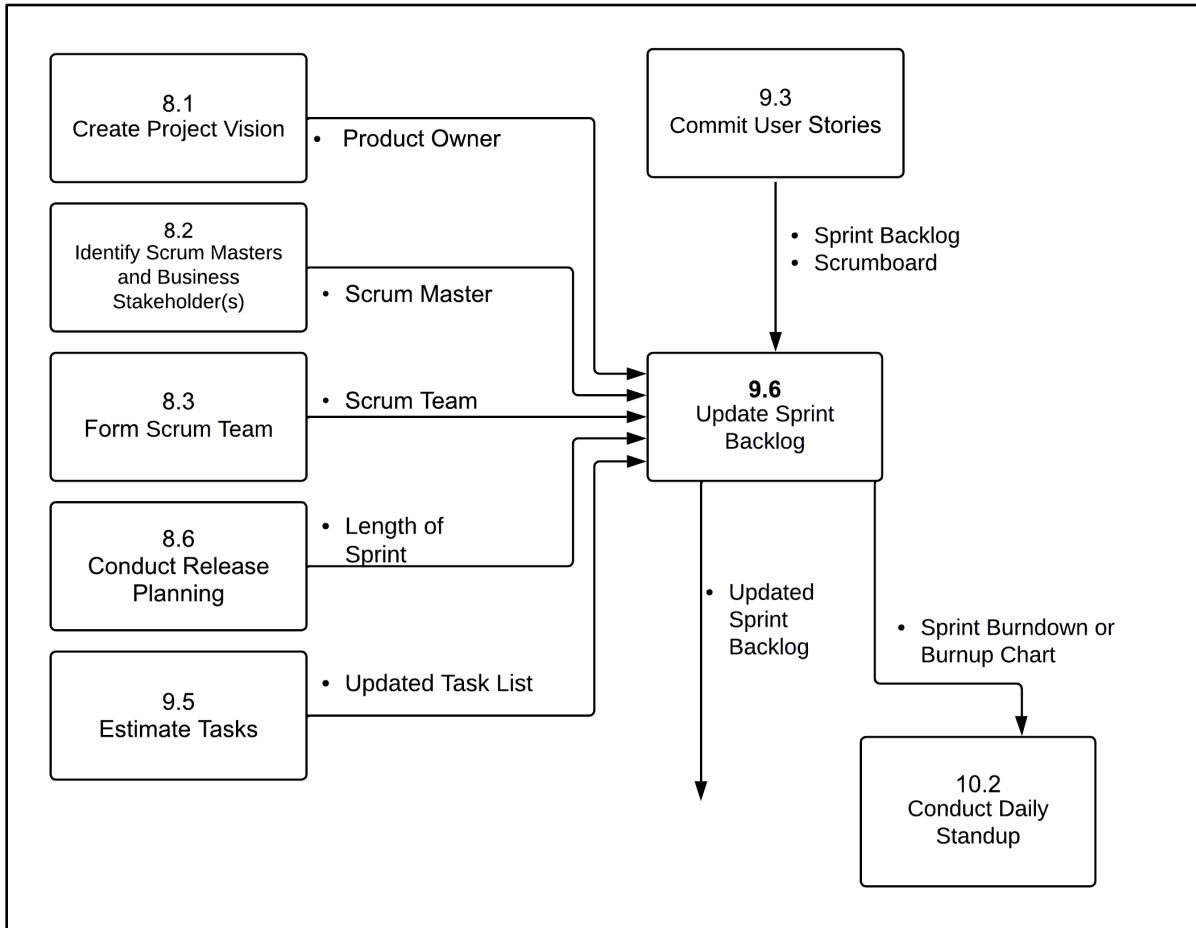 8.1
Create Project Vision
• Product Owner
8.2
Identify Scrum Masters
and Business
Stakeholder(s)
• Scrum Master
8.3
Form Scrum Team
• Scrum Team
8.6
Conduct Release
Planning
• Length of
Sprint
9.5
Estimate Tasks
• Updated Task List
9.3
Commit User Stories
• Sprint Backlog
• Scrumboard
9.6
Update Sprint
Backlog
• Updated
Sprint
Backlog
• Sprint Burndown or
Burnup Chart
10.2
Conduct Daily
Standup